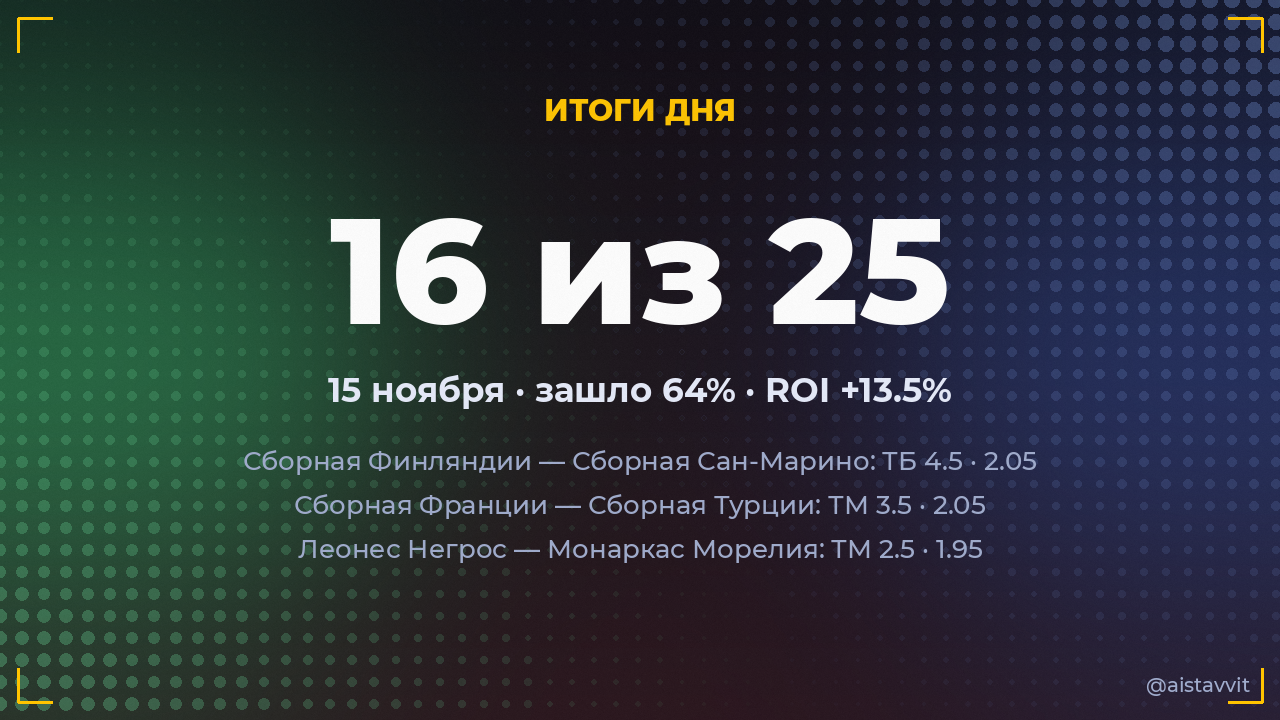 ИТОГИ ДНЯ
16 из 25
15 ноября · зашло 64% · ROI +13.5%
Сборная Финляндии — Сборная Сан-Марино: ТБ 4.5 · 2.05
Сборная Франции — Сборная Турции: ТМ 3.5 · 2.05
Леонес Негрос — Монаркас Морелия: ТМ 2.5 · 1.95
@aistavvit